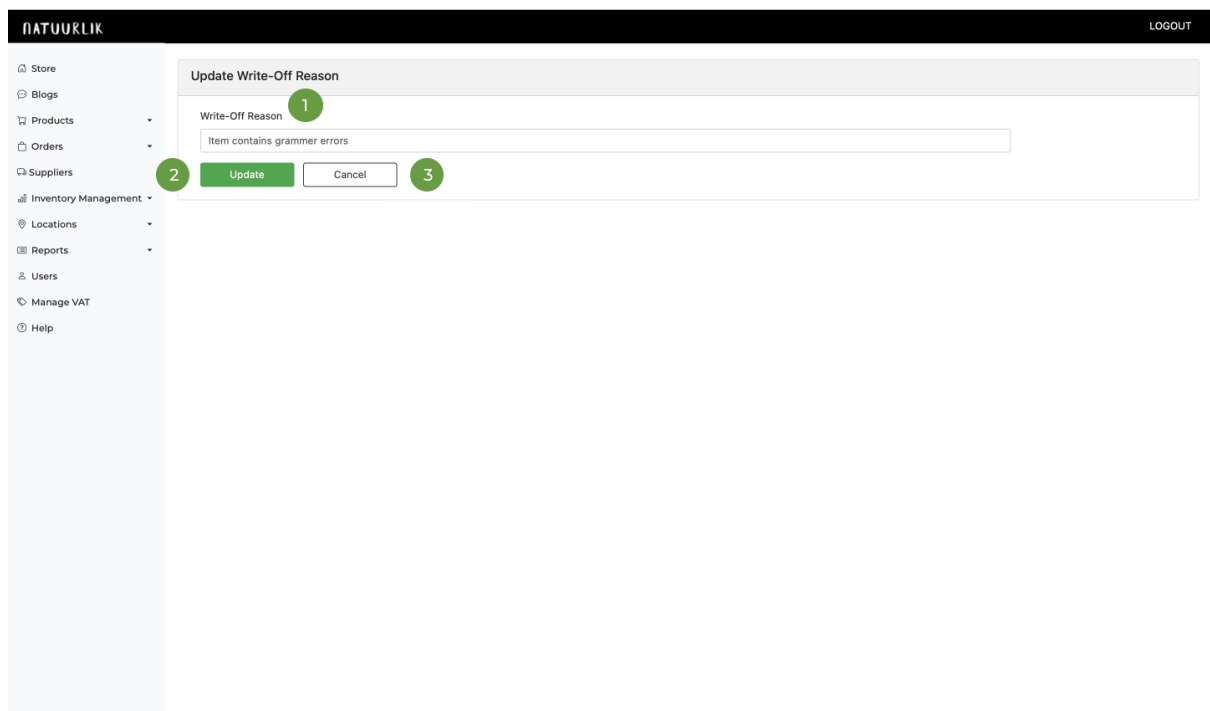 NATUURLIK
LOGOUT
Store
Blogs
Products
Orders
Suppliers
Inventory Management
Locations
Reports
Users
Manage VAT
Help
Update Write-Off Reason
1
Write-Off Reason
Item contains grammer errors
2 Update Cancel 3